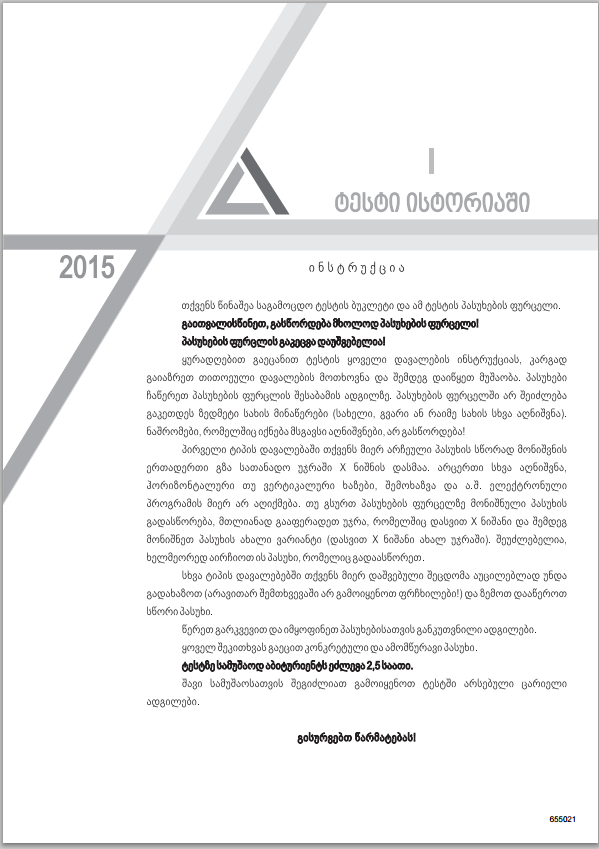 I
ტესტი ისტორიაში
2015
ინსტრუქცია
თქვენს წინაშეა საგამოცდო ტესტის ბუკლეტი და ამ ტესტის პასუხების ფურცელი.
გაითვალისწინეთ, გასწორდება მხოლოდ პასუხების ფურცელი!
პასუხების ფურცლის გაკეცვა დაუშვებელია!
ყურადღებით გაეცანით ტესტის ყოველი დავალების ინსტრუქციას, კარგად
გაიაზრეთ თითოეული დავალების მოთხოვნა და შემდეგ დაიწყეთ მუშაობა. პასუხები
ჩაწერეთ პასუხების ფურცლის შესაბამის ადგილზე. პასუხების ფურცელში არ შეიძლება
გაკეთდეს ზედმეტი სახის მინაწერები (სახელი, გვარი ან რაიმე სახის სხვა აღნიშვნა).
ნაშრომები, რომელშიც იქნება მსგავსი აღნიშვნები, არ გასწორდება!
პირველი ტიპის დავალებაში თქვენს მიერ არჩეული პასუხის სწორად მონიშვნის
ერთადერთი გზა სათანადო უჯრაში X ნიშნის დასმაა. არცერთი სხვა აღნიშვნა,
ჰორიზონტალური თუ ვერტიკალური ხაზები, შემოხაზვა და ა.შ. ელექტრონული
პროგრამის მიერ არ აღიქმება. თუ გსურთ პასუხების ფურცელზე მონიშნული პასუხის
გადასწორება, მთლიანად გააფერადეთ უჯრა, რომელშიც დასვით X ნიშანი და შემდეგ
მონიშნეთ პასუხის ახალი ვარიანტი (დასვით X ნიშანი ახალ უჯრაში). შეუძლებელია,
ხელმეორედ აირჩიოთ ის პასუხი, რომელიც გადაასწორეთ.
სხვა ტიპის დავალებებში თქვენს მიერ დაშვებული შეცდომა აუცილებლად უნდა
გადახაზოთ (არავითარ შემთხვევაში არ გამოიყენოთ ფრჩხილები!) და ზემოთ დააწეროთ
სწორი პასუხი.
წერეთ გარკვევით და იმყოფინეთ პასუხებისათვის განკუთვნილი ადგილები.
ყოველ შეკითხვას გაეცით კონკრეტული და ამომწურავი პასუხი.
ტესტზე სამუშაოდ აბიტურიენტს ეძლევა 2,5 საათი.
შავი სამუშაოსათვის შეგიძლიათ გამოიყენოთ ტესტში არსებული ცარიელი
ადგილები.
გისურვებთ წარმატებას!
655021